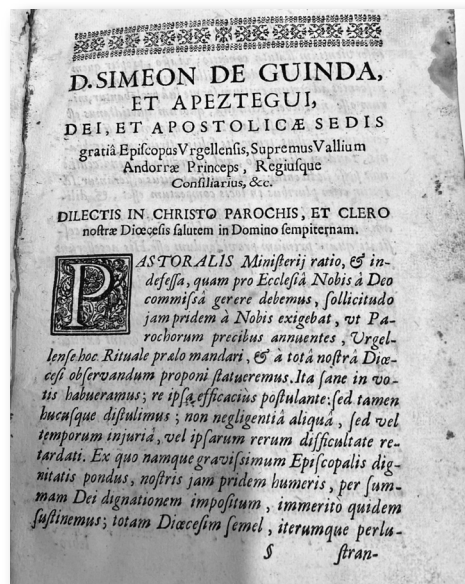 D. SIMEON DE GUINDA,
ET APEZTEGUI,
DEI, ET APOSTOLICÆ SEDIS
gratiâ Episcopus Vrgellensis, Supremus Vallium
Andorræ Princeps, Regiusque
Consiliarius, &c.
DILECTIS IN CHRISTO PAROCHIS, ET CLERO
nostræ Diœcesis salutem in Domino sempiternam.
PASTORALIS Ministerij ratio, & in-
defessa, quam pro Ecclesiâ Nobis à Deo
commissâ gerere debemus, sollicitudo
jam pridem à Nobis exigebat, vt Pa-
rochorum precibus annuentes, Urgel-
lense hoc Rituale prælo mandari, & à totâ nostrâ Diœ-
cesi observandum proponi statueremus. Ita sane in vo-
tis habueramus; re ipsa efficaciùs postulante: sed tamen
hucusque distulimus; non negligentiâ aliquâ, sed vel
temporum injuriâ, vel ipsarum rerum difficultate re-
tardati. Ex quo namque gravissimum Episcopalis dig-
nitatis pondus, nostris jam pridem humeris, per sum-
mam Dei dignationem impositum, immerito quidem
sustinemus; totam Diœcesim semel, iterumque perlu-
§ stran-